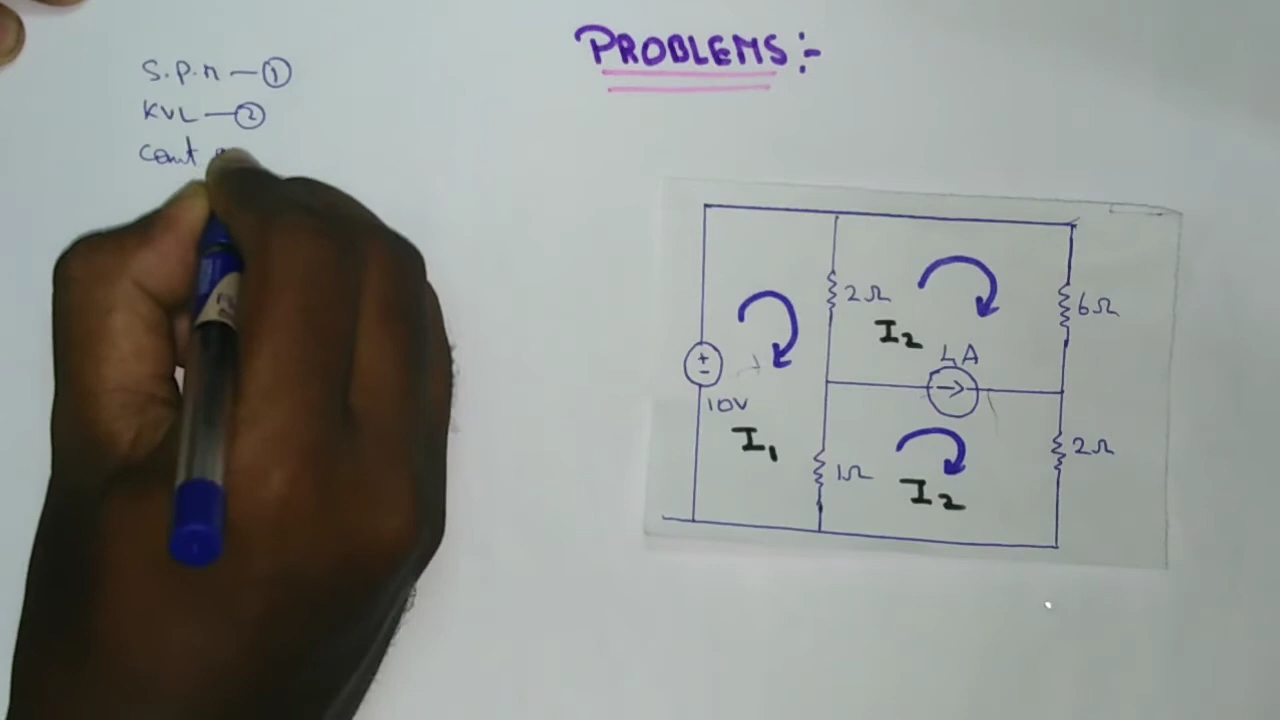 PROBLEMS:-
S.P.M — ①
KVL — ②
cont
2Ω
6Ω
I2
4A
10V
I1
2Ω
1Ω
I2